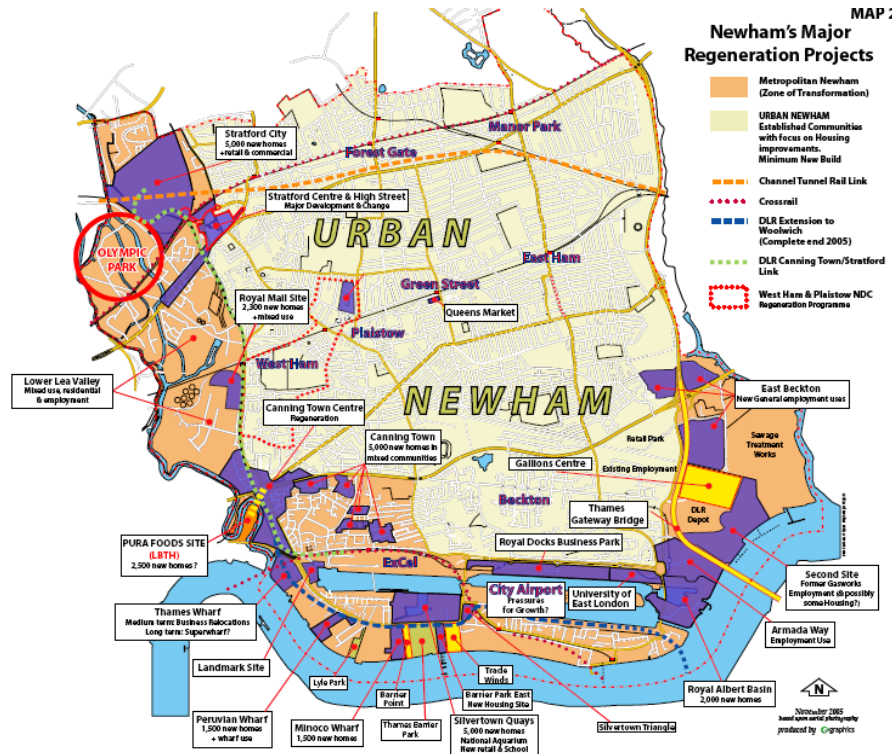 MAP 2
Newham's Major
Regeneration Projects
Metropolitan Newham
(Zone of Transformation)
URBAN NEWHAM
Established Communities
with focus on Housing
improvements.
Minimum New Build
Channel Tunnel Rail Link
Crossrail
DLR Extension to
Woolwich
(Complete end 2005)
DLR Canning Town/Stratford
Link
West Ham & Plaistow NDC
Regeneration Programme
Stratford City
5,000 new homes
+retail & commercial
Manor Park
Forest Gate
Stratford Centre & High Street
Major Development & Change
URBAN
OLYMPIC
PARK
East Ham
Green Street
Royal Mail Site
2,300 new homes
+mixed use
Queens Market
Plaistow
West Ham
Lower Lea Valley
Mixed use, residential
& employment
NEWHAM
East Beckton
New General employment uses
Canning Town Centre
Regeneration
Canning Town
5,000 new homes in
mixed communities
Retail Park
Sewage
Treatment
Works
Gallions Centre
Existing Employment
Beckton
Thames
Gateway Bridge
DLR
Depot
PURA FOODS SITE
(LBTH)
2,500 new homes ?
Royal Docks Business Park
ExCel
City Airport
Pressures
for Growth?
University of
East London
Second Site
Former Gasworks
Employment (& possibly
some Housing?)
Thames Wharf
Medium term: Business Relocations
Long term: Superwharf?
Armada Way
Employment Use
Landmark Site
Lyle Park
Barrier
Point
Trade
Winds
Royal Albert Basin
2,000 new homes
Peruvian Wharf
1,500 new homes
+ wharf use
Minoco Wharf
1,500 new homes
Thames Barrier
Park
Barrier Park East
New Housing Site
Silvertown Quays
5,000 new homes
National Aquarium
New retail & School
Silvertown Triangle
N
November 2005
based upon aerial photography
produced by graphics